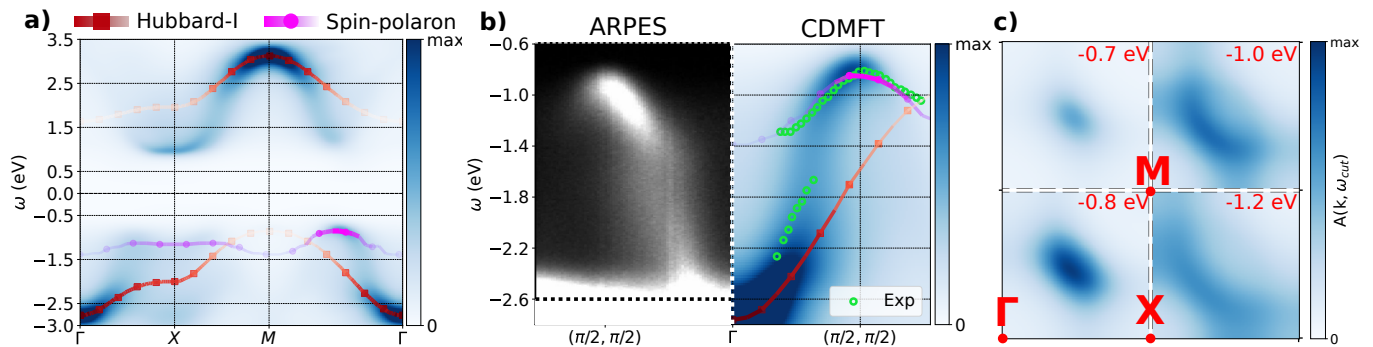 a)
Hubbard-I
Spin-polaron
3.5
2.5
1.5
0.5
0.0
−0.5
−1.5
−2.5
−3.0
ω (eV)
Γ
X
M
Γ
max
0
b)
ARPES
CDMFT
−0.6
−1.0
−1.4
−1.8
−2.2
−2.6
ω (eV)
(π/2, π/2)
Γ
(π/2, π/2)
Exp
max
0
c)
-0.7 eV
-1.0 eV
M
-0.8 eV
-1.2 eV
Γ
X
max
0
A(k, ω_cut)